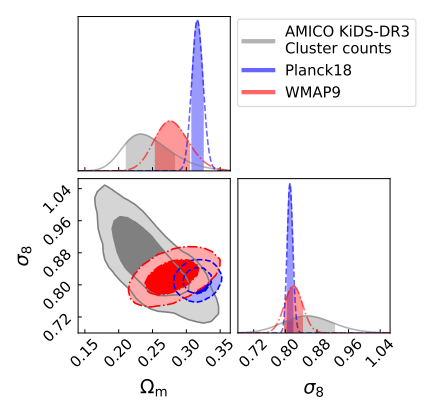 AMICO KiDS-DR3
Cluster counts
Planck18
WMAP9
1.04
0.96
0.88
0.80
0.72
σ8
0.15 0.20 0.25 0.30 0.35
Ωm
0.72 0.80 0.88 0.96 1.04
σ8